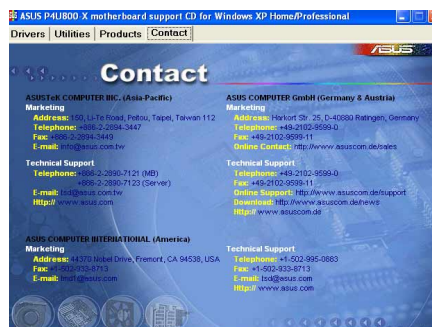 ASUS P4U800-X motherboard support CD for Windows XP Home/Professional
Drivers Utilities Products Contact
ASUS
Contact
ASUSTeK COMPUTER INC. (Asia-Pacific)
Marketing
Address: 150, Li-Te Road, Peitou, Taipei, Taiwan 112
Telephone: +886-2-2894-3447
Fax: +886-2-2894-3449
E-mail: info@asus.com.tw
Technical Support
Telephone: +886-2-2890-7121 (MB)
+886-2-2890-7123 (Server)
E-mail: tsd@asus.com.tw
Http:// www.asus.com
ASUS COMPUTER GmbH (Germany & Austria)
Marketing
Address: Harkort Str. 25, D-40880 Ratingen, Germany
Telephone: +49-2102-9599-0
Fax: +49-2102-9599-11
Online Contact: http://www.asuscom.de/sales
Technical Support
Telephone: +49-2102-9599-0
Fax: +49-2102-9599-11
Online Support: http://www.asuscom.de/support
Download: http://www.asuscom.de/news
Http:// www.asuscom.de
ASUS COMPUTER INTERNATIONAL (America)
Marketing
Address: 44370 Nobel Drive, Fremont, CA 94538, USA
Fax: +1-502-933-8713
E-mail: tmd1@asus.com
Technical Support
Telephone: +1-502-995-0883
Fax: +1-502-933-8713
E-mail: tsd@asus.com
Http:// www.asus.com